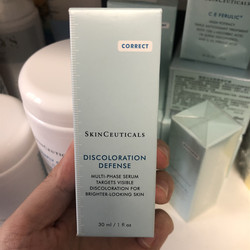 CORRECT
SKINCEUTICALS
DISCOLORATION
DEFENSE
MULTI-PHASE SERUM
TARGETS VISIBLE
DISCOLORATION FOR
BRIGHTER-LOOKING SKIN
30 ml / 1 fl oz
C E FERULIC